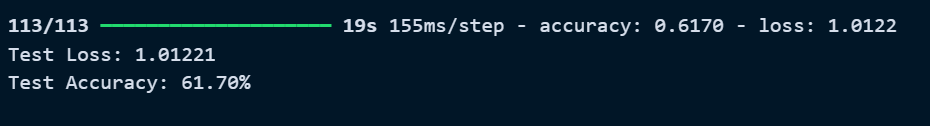 113/113 ━━━━━━━━━━━━━━━━━━━━ 19s 155ms/step - accuracy: 0.6170 - loss: 1.0122
Test Loss: 1.01221
Test Accuracy: 61.70%